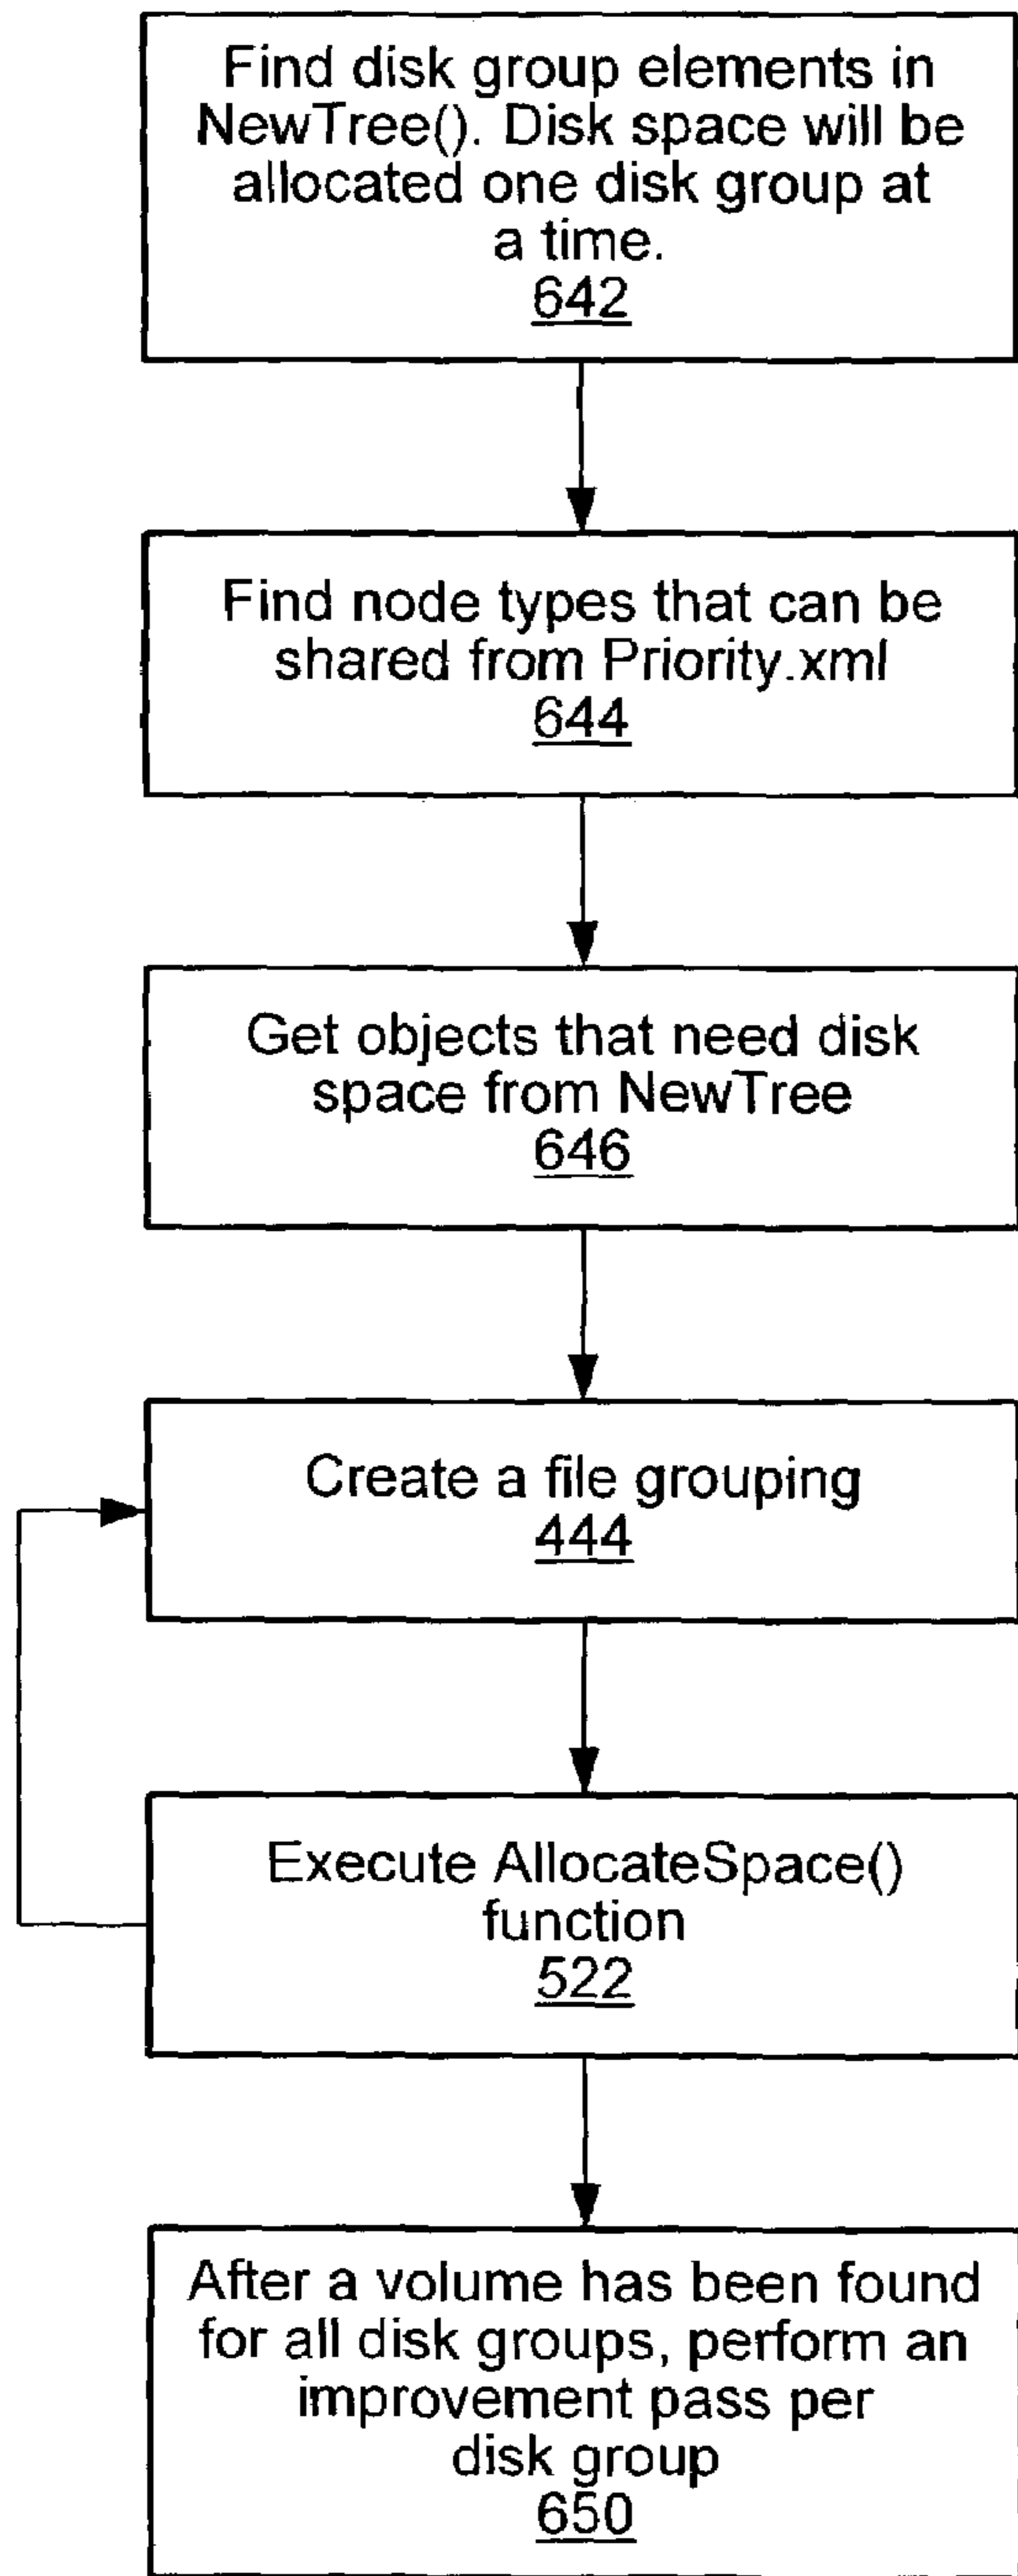 Find disk group elements in
NewTree(). Disk space will be
allocated one disk group at
a time.
642
Find node types that can be
shared from Priority.xml
644
Get objects that need disk
space from NewTree
646
Create a file grouping
444
Execute AllocateSpace()
function
522
After a volume has been found
for all disk groups, perform an
improvement pass per
disk group
650